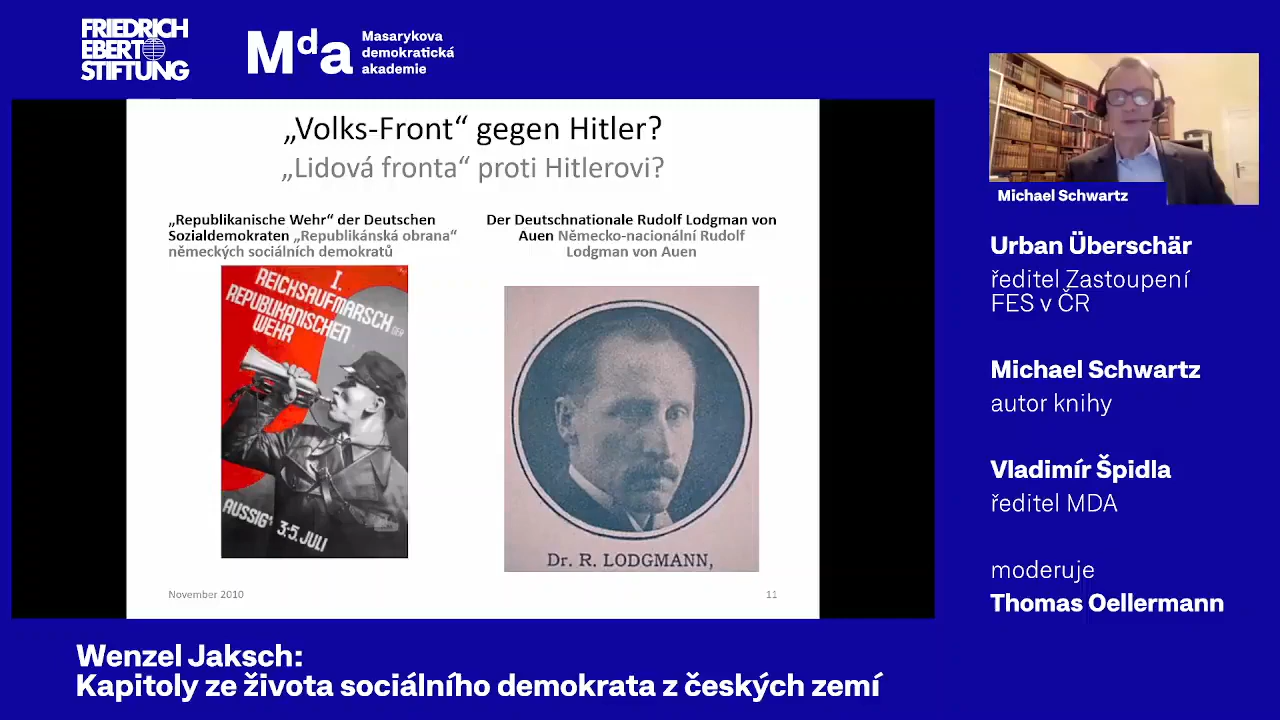 FRIEDRICH
EBERT
STIFTUNG
Mda
Masarykova
demokratická
akademie
„Volks-Front“ gegen Hitler?
„Lidová fronta“ proti Hitlerovi?
„Republikanische Wehr“ der Deutschen
Sozialdemokraten „Republikánská obrana“
německých sociálních demokratů
I.
REICHSAUFMARSCH DER
REPUBLIKANISCHEN
WEHR
AUSSIG 3:5. JULI
Der Deutschnationale Rudolf Lodgman von
Auen Německo-nacionální Rudolf
Lodgman von Auen
Dr. R. LODGMANN,
November 2010
11
Michael Schwartz
Urban Überschär
ředitel Zastoupení
FES v ČR
Michael Schwartz
autor knihy
Vladimír Špidla
ředitel MDA
moderuje
Thomas Oellermann
Wenzel Jaksch:
Kapitoly ze života sociálního demokrata z českých zemí